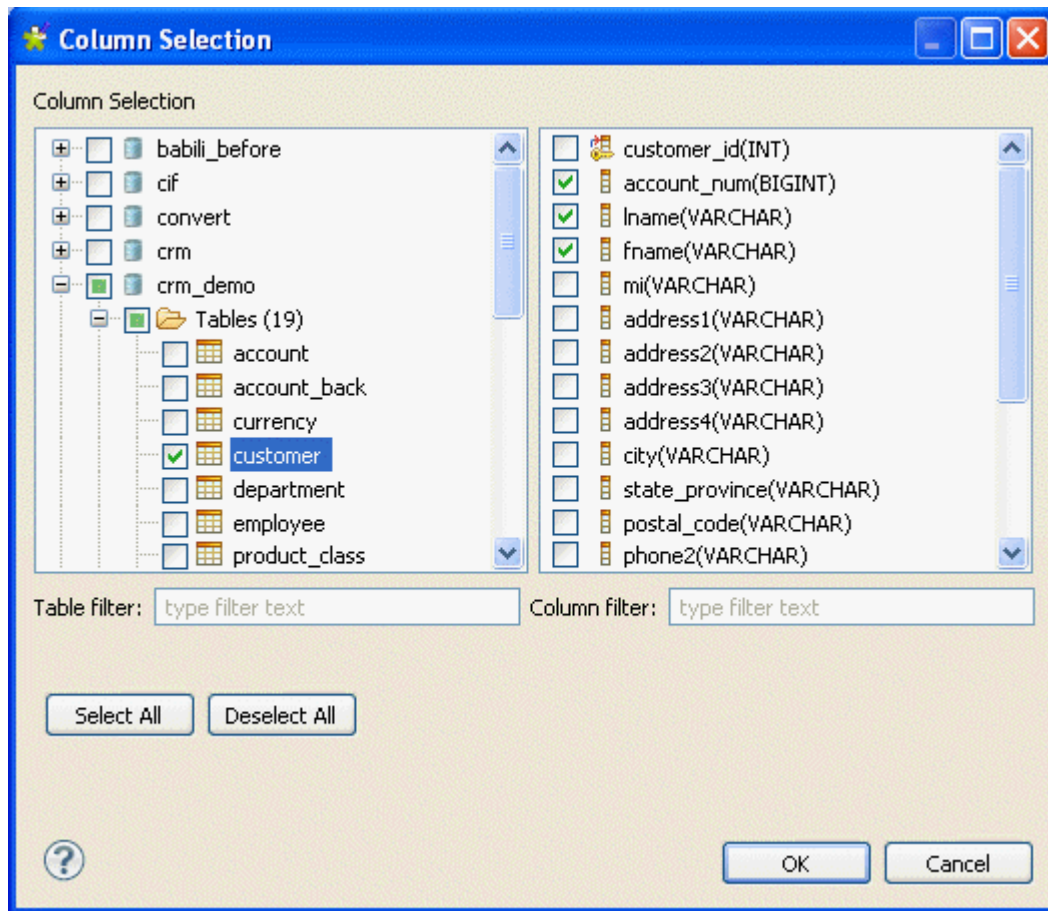 Column Selection
Column Selection
babili_before
cif
convert
crm
crm_demo
Tables (19)
account
account_back
currency
customer
department
employee
product_class
customer_id(INT)
account_num(BIGINT)
lname(VARCHAR)
fname(VARCHAR)
mi(VARCHAR)
address1(VARCHAR)
address2(VARCHAR)
address3(VARCHAR)
address4(VARCHAR)
city(VARCHAR)
state_province(VARCHAR)
postal_code(VARCHAR)
phone2(VARCHAR)
Table filter: type filter text
Column filter: type filter text
Select All
Deselect All
?
OK
Cancel